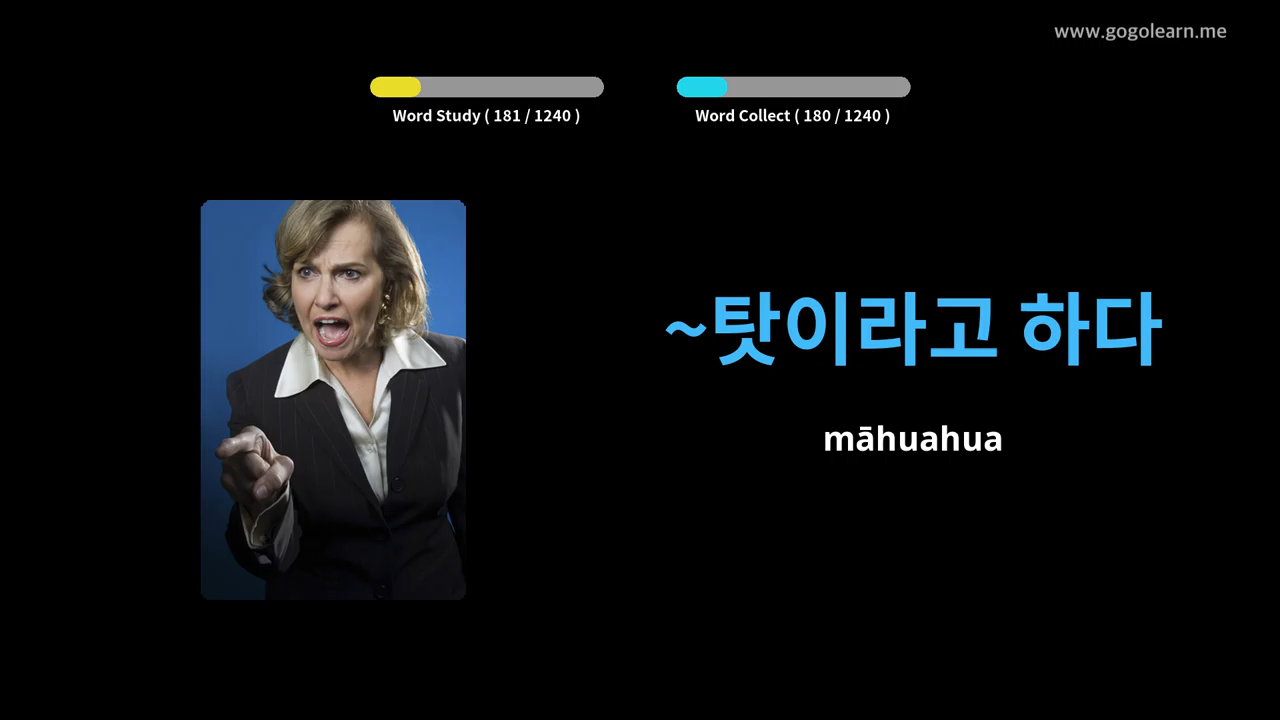 www.gogolearn.me
Word Study ( 181 / 1240 )
Word Collect ( 180 / 1240 )
~탓이라고 하다
māhuahua